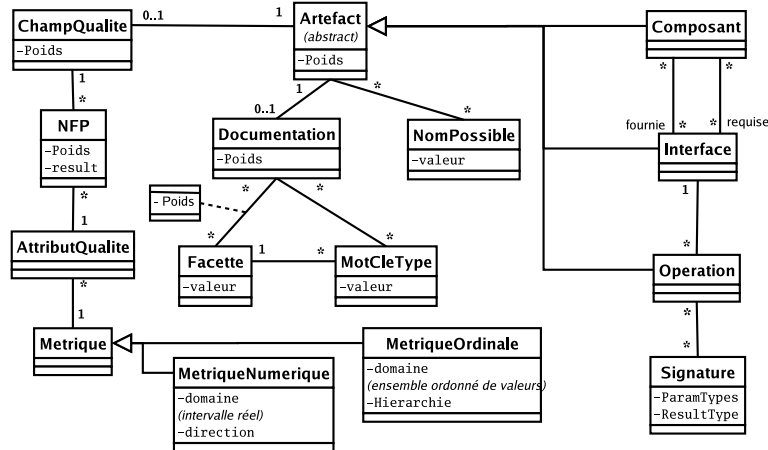 ChampQualite
-Poids
0..1
1
Artefact
(abstract)
-Poids
Composant
1
*
1
*
*
*
NFP
-Poids
-result
0..1
Documentation
-Poids
*
NomPossible
-valeur
fournie
*
*
requise
Interface
*
1
AttributQualite
*
*
- Poids
*
*
1
*
Facette
-valeur
1
*
MotCleType
-valeur
*
Operation
*
1
Metrique
*
*
MetriqueNumerique
-domaine
(intervalle réel)
-direction
MetriqueOrdinale
-domaine
(ensemble ordonné de valeurs)
-Hierarchie
Signature
-ParamTypes
-ResultType